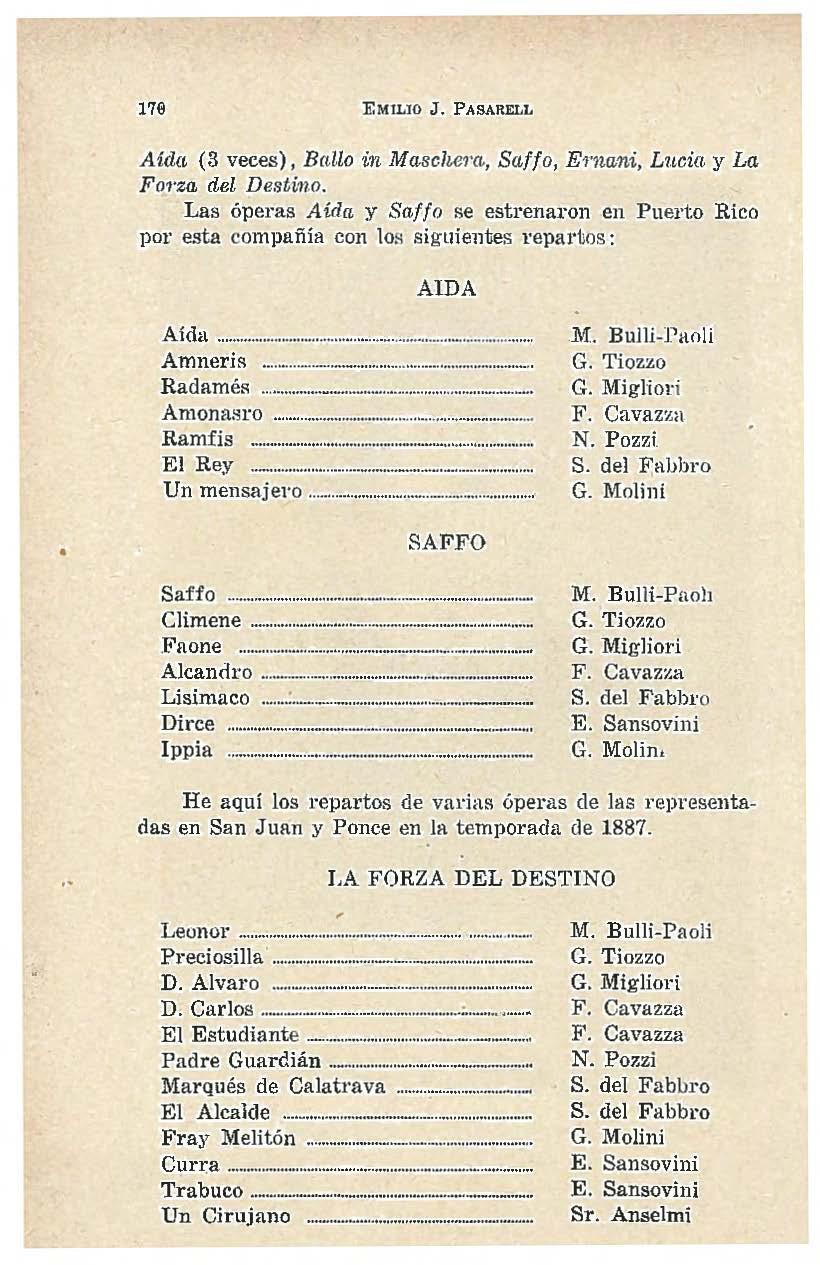 170 EMILIO J. PASARELL
Aída (3 veces), Ballo in Maschera, Saffo, Ernani, Lucia y La
Forza del Destino.
Las óperas Aída y Saffo se estrenaron en Puerto Rico
por esta compañía con los siguientes repartos:
AIDA
Aída ........ M. Bulli-Paoli
Amneris ........ G. Tiozzo
Radamés ........ G. Migliori
Amonasro ........ F. Cavazza
Ramfis ........ N. Pozzi
El Rey ........ S. del Fabbro
Un mensajero ........ G. Molini
SAFFO
Saffo ........ M. Bulli-Paoli
Climene ........ G. Tiozzo
Faone ........ G. Migliori
Alcandro ........ F. Cavazza
Lisimaco ........ S. del Fabbro
Dirce ........ E. Sansovini
Ippia ........ G. Molini
He aquí los repartos de varias óperas de las representa-
das en San Juan y Ponce en la temporada de 1887.
LA FORZA DEL DESTINO
Leonor ........ M. Bulli-Paoli
Preciosilla ........ G. Tiozzo
D. Alvaro ........ G. Migliori
D. Carlos ........ F. Cavazza
El Estudiante ........ F. Cavazza
Padre Guardián ........ N. Pozzi
Marqués de Calatrava ........ S. del Fabbro
El Alcalde ........ S. del Fabbro
Fray Melitón ........ G. Molini
Curra ........ E. Sansovini
Trabuco ........ E. Sansovini
Un Cirujano ........ Sr. Anselmi